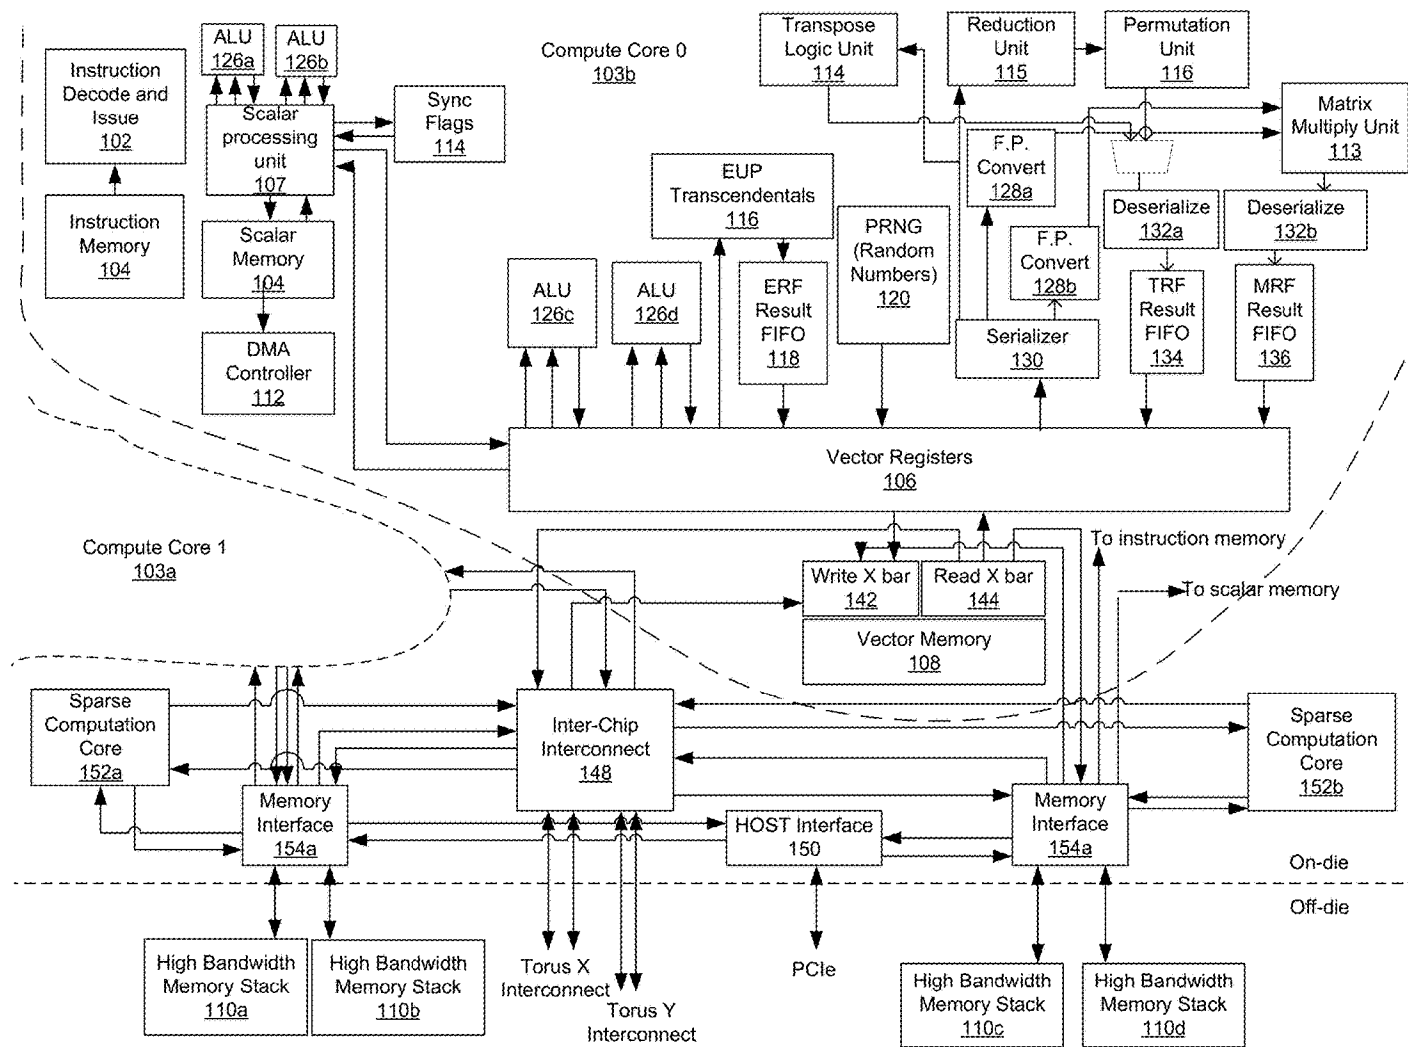 ALU
126a
ALU
126b
Compute Core 0
103b
Transpose
Logic Unit
114
Reduction
Unit
115
Permutation
Unit
116
Instruction
Decode and
Issue
102
Scalar
processing
unit
107
Sync
Flags
114
Matrix
Multiply Unit
113
F.P.
Convert
128a
EUP
Transcendentals
116
Instruction
Memory
104
Scalar
Memory
104
PRNG
(Random
Numbers)
120
Deserialize
132a
Deserialize
132b
F.P.
Convert
128b
ALU
126c
ALU
126d
ERF
Result
FIFO
118
TRF
Result
FIFO
134
MRF
Result
FIFO
136
Serializer
130
DMA
Controller
112
Vector Registers
106
Compute Core 1
103a
To instruction memory
Write X bar
142
Read X bar
144
To scalar memory
Vector Memory
108
Sparse
Computation
Core
152a
Inter-Chip
Interconnect
148
Sparse
Computation
Core
152b
Memory
Interface
154a
HOST Interface
150
Memory
Interface
154a
On-die
Off-die
High Bandwidth
Memory Stack
110a
High Bandwidth
Memory Stack
110b
Torus X
Interconnect
Torus Y
Interconnect
PCIe
High Bandwidth
Memory Stack
110c
High Bandwidth
Memory Stack
110d